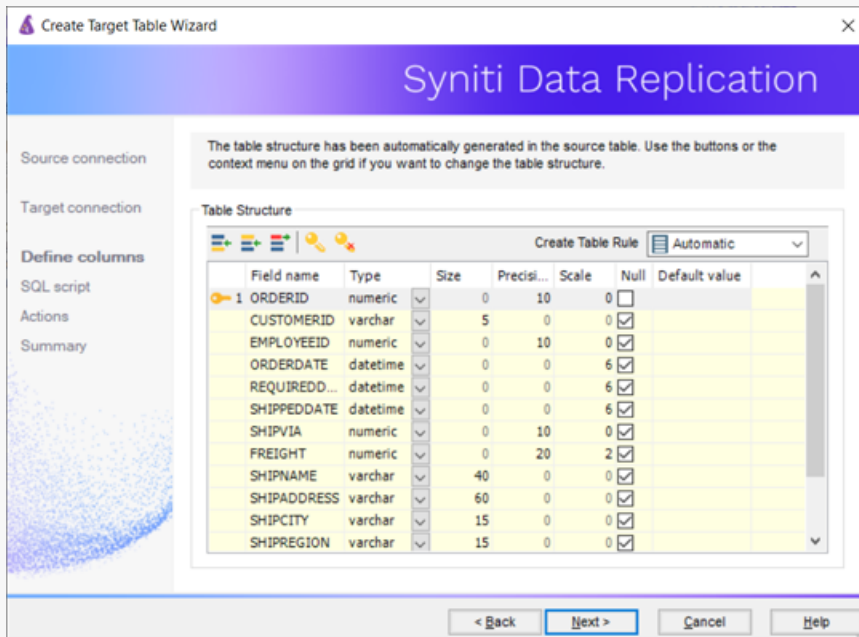 Create Target Table Wizard
Syniti Data Replication
Source connection
Target connection
Define columns
SQL script
Actions
Summary
The table structure has been automatically generated in the source table. Use the buttons or the
context menu on the grid if you want to change the table structure.
Table Structure
Create Table Rule Automatic
Field name Type Size Precisi... Scale Null Default value
1 ORDERID numeric 0 10 0
CUSTOMERID varchar 5 0 0
EMPLOYEEID numeric 0 10 0
ORDERDATE datetime 0 0 6
REQUIREDD... datetime 0 0 6
SHIPPEDDATE datetime 0 0 6
SHIPVIA numeric 0 10 0
FREIGHT numeric 0 20 2
SHIPNAME varchar 40 0 0
SHIPADDRESS varchar 60 0 0
SHIPCITY varchar 15 0 0
SHIPREGION varchar 15 0 0
< Back Next > Cancel Help